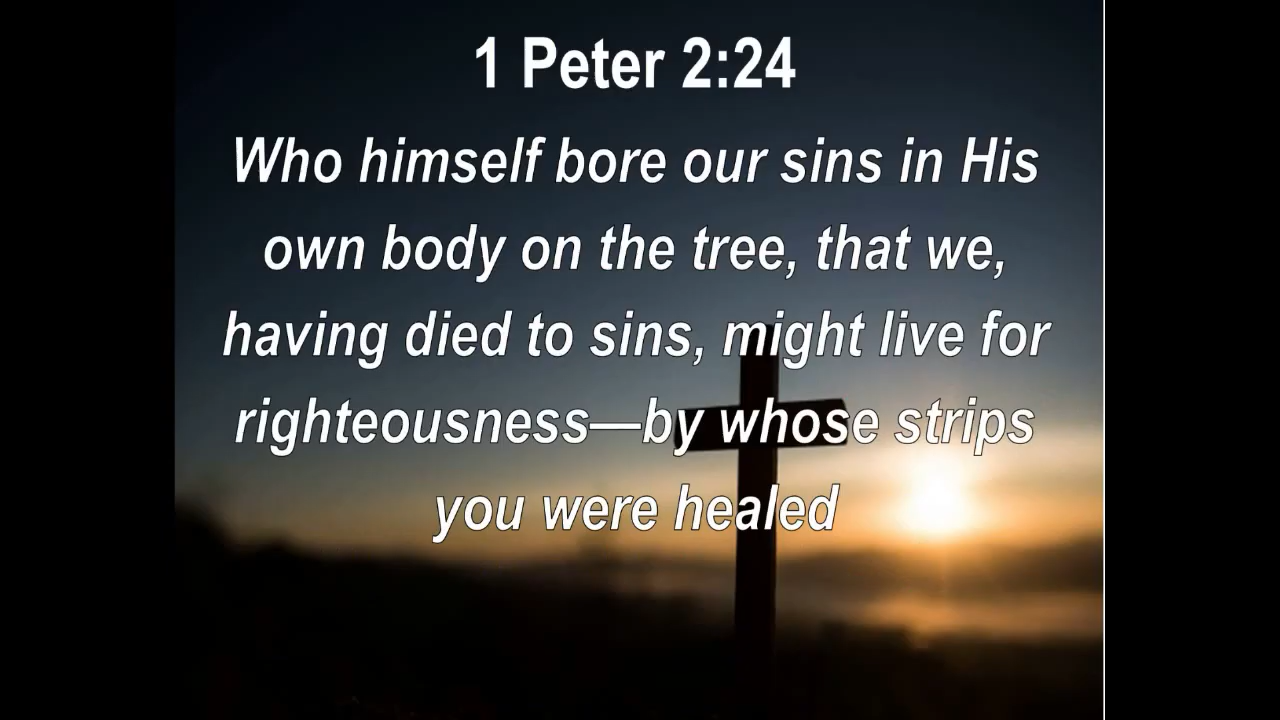 1 Peter 2:24
Who himself bore our sins in His
own body on the tree, that we,
having died to sins, might live for
righteousness—by whose strips
you were healed